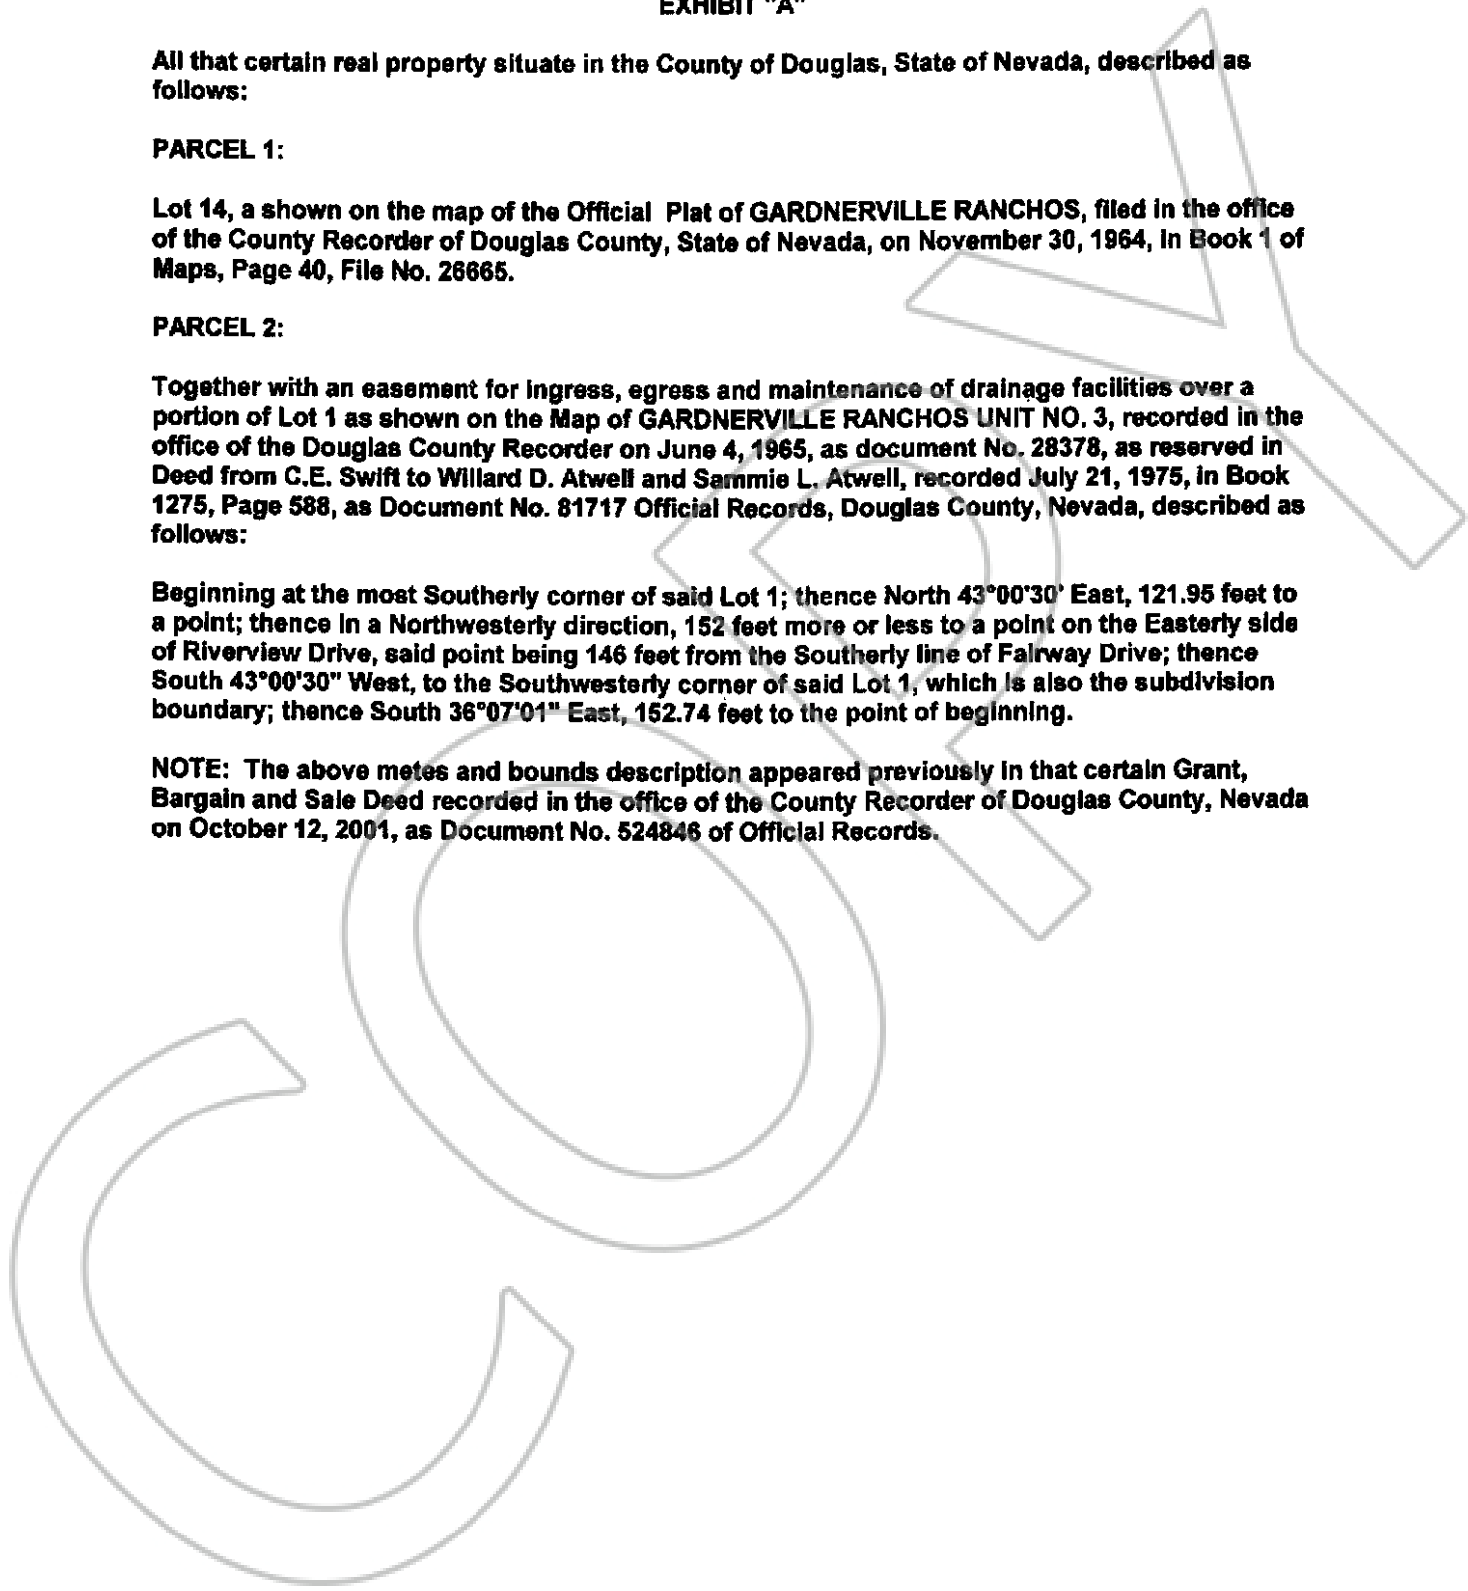 EXHIBIT "A"
All that certain real property situate in the County of Douglas, State of Nevada, described as
follows:
PARCEL 1:
Lot 14, a shown on the map of the Official Plat of GARDNERVILLE RANCHOS, filed in the office
of the County Recorder of Douglas County, State of Nevada, on November 30, 1964, in Book 1 of
Maps, Page 40, File No. 26665.
PARCEL 2:
Together with an easement for ingress, egress and maintenance of drainage facilities over a
portion of Lot 1 as shown on the Map of GARDNERVILLE RANCHOS UNIT NO. 3, recorded in the
office of the Douglas County Recorder on June 4, 1965, as document No. 28378, as reserved in
Deed from C.E. Swift to Willard D. Atwell and Sammie L. Atwell, recorded July 21, 1975, in Book
1275, Page 588, as Document No. 81717 Official Records, Douglas County, Nevada, described as
follows:
Beginning at the most Southerly corner of said Lot 1; thence North 43°00'30' East, 121.95 feet to
a point; thence in a Northwesterly direction, 152 feet more or less to a point on the Easterly side
of Riverview Drive, said point being 146 feet from the Southerly line of Fairway Drive; thence
South 43°00'30" West, to the Southwesterly corner of said Lot 1, which is also the subdivision
boundary; thence South 36°07'01" East, 152.74 feet to the point of beginning.
NOTE: The above metes and bounds description appeared previously in that certain Grant,
Bargain and Sale Deed recorded in the office of the County Recorder of Douglas County, Nevada
on October 12, 2001, as Document No. 524846 of Official Records.
COPY